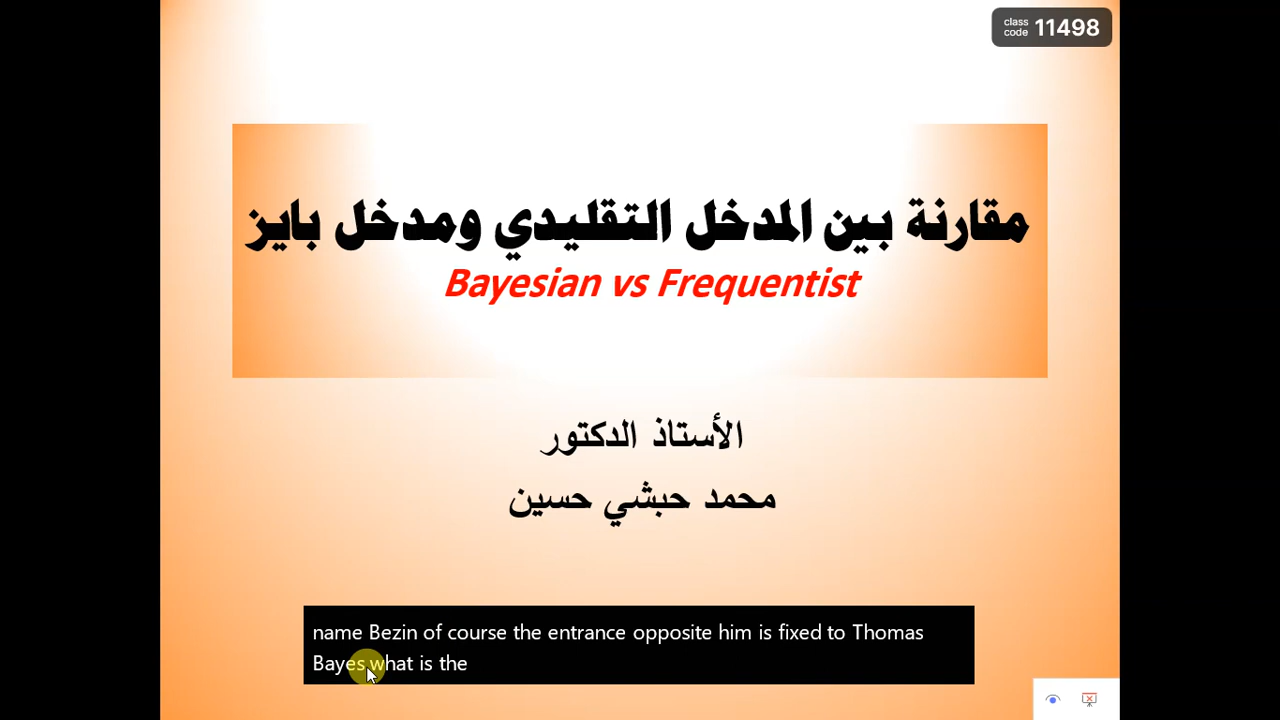 class
code 11498
مقارنة بين المدخل التقليدي ومدخل بايز
Bayesian vs Frequentist
الأستاذ الدكتور
محمد حبشي حسين
name Bezin of course the entrance opposite him is fixed to Thomas
Bayes what is the